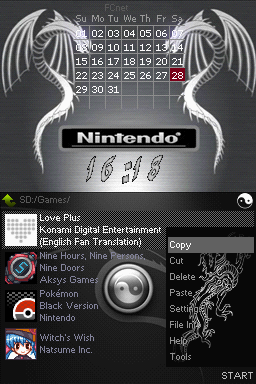 FCnet
Su Mo Tu We Th Fr Sa
01 02 03 04 05 06 07
08 09 10 11 12 13 14
15 16 17 18 19 20 21
22 23 24 25 26 27 28
29 30 31
Nintendo
16:18
SD:/Games/
Love Plus
Konami Digital Entertainment
(English Fan Translation)
Nine Hours, Nine Persons,
Nine Doors
Aksys Games
Pokémon
Black Version
Nintendo
Witch's Wish
Natsume Inc.
Copy
Cut
Delete
Paste
Setting
File In
Help
Tools
START